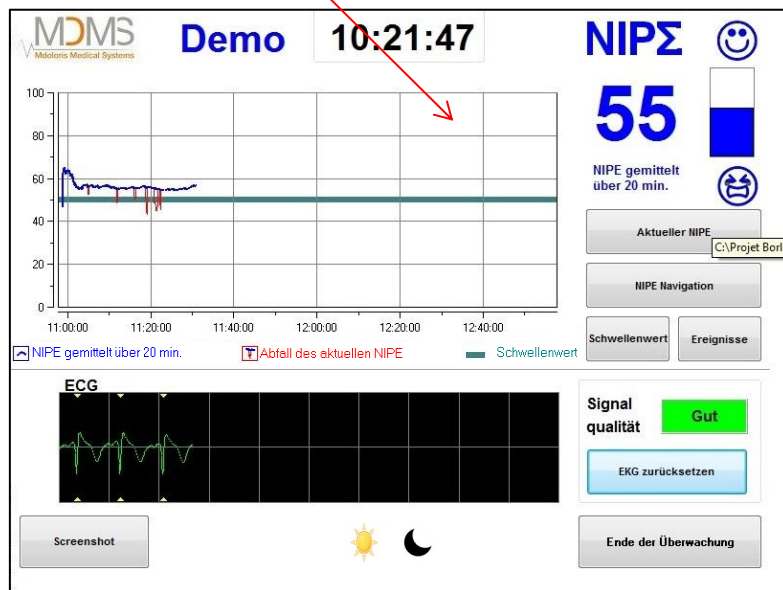 MDMS
Mdoloris Medical Systems
Demo
10:21:47
NIPΣ
55
NIPE gemittelt
über 20 min.
Aktueller NIPE
C:\Projet Borl
NIPE Navigation
Schwellenwert
Ereignisse
100
80
60
40
20
0
11:00:00 11:20:00 11:40:00 12:00:00 12:20:00 12:40:00
NIPE gemittelt über 20 min.
Abfall des aktuellen NIPE
Schwellenwert
ECG
Signal
qualität
Gut
EKG zurücksetzen
Screenshot
Ende der Überwachung